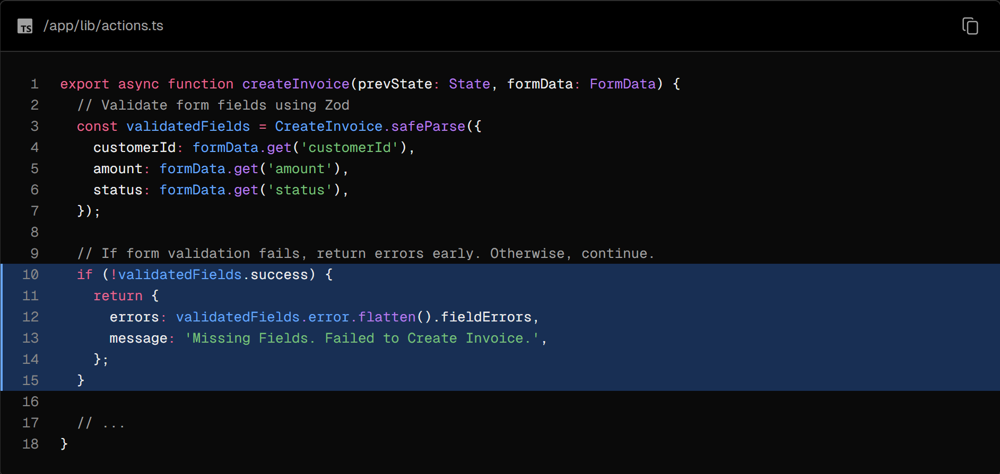 TS /app/lib/actions.ts
1 export async function createInvoice(prevState: State, formData: FormData) {
2   // Validate form fields using Zod
3   const validatedFields = CreateInvoice.safeParse({
4     customerId: formData.get('customerId'),
5     amount: formData.get('amount'),
6     status: formData.get('status'),
7   });
8
9   // If form validation fails, return errors early. Otherwise, continue.
10   if (!validatedFields.success) {
11     return {
12       errors: validatedFields.error.flatten().fieldErrors,
13       message: 'Missing Fields. Failed to Create Invoice.',
14     };
15   }
16
17   // ...
18 }